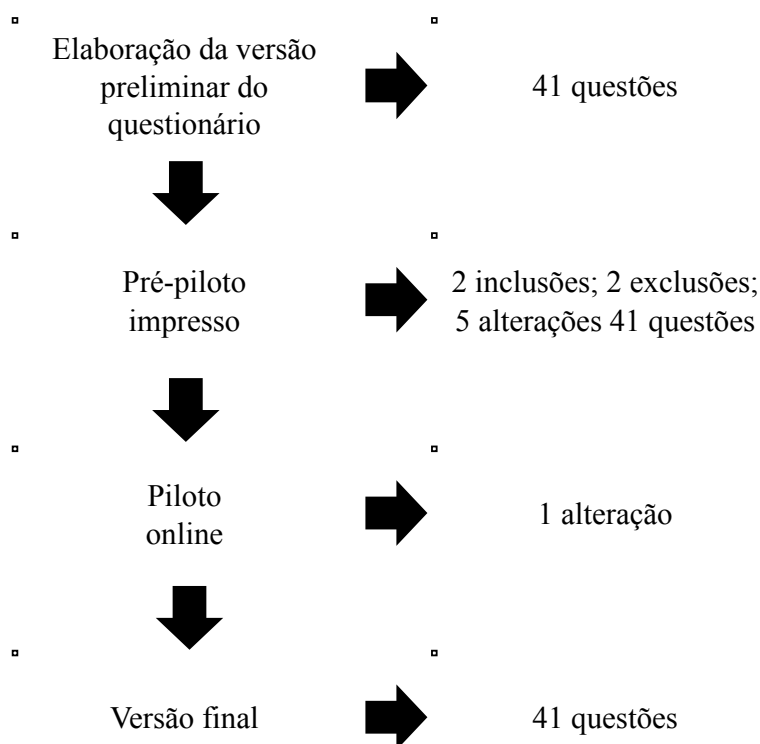 Elaboração da versão
preliminar do
questionário
41 questões
Pré-piloto
impresso
2 inclusões; 2 exclusões;
5 alterações 41 questões
Piloto
online
1 alteração
Versão final
41 questões